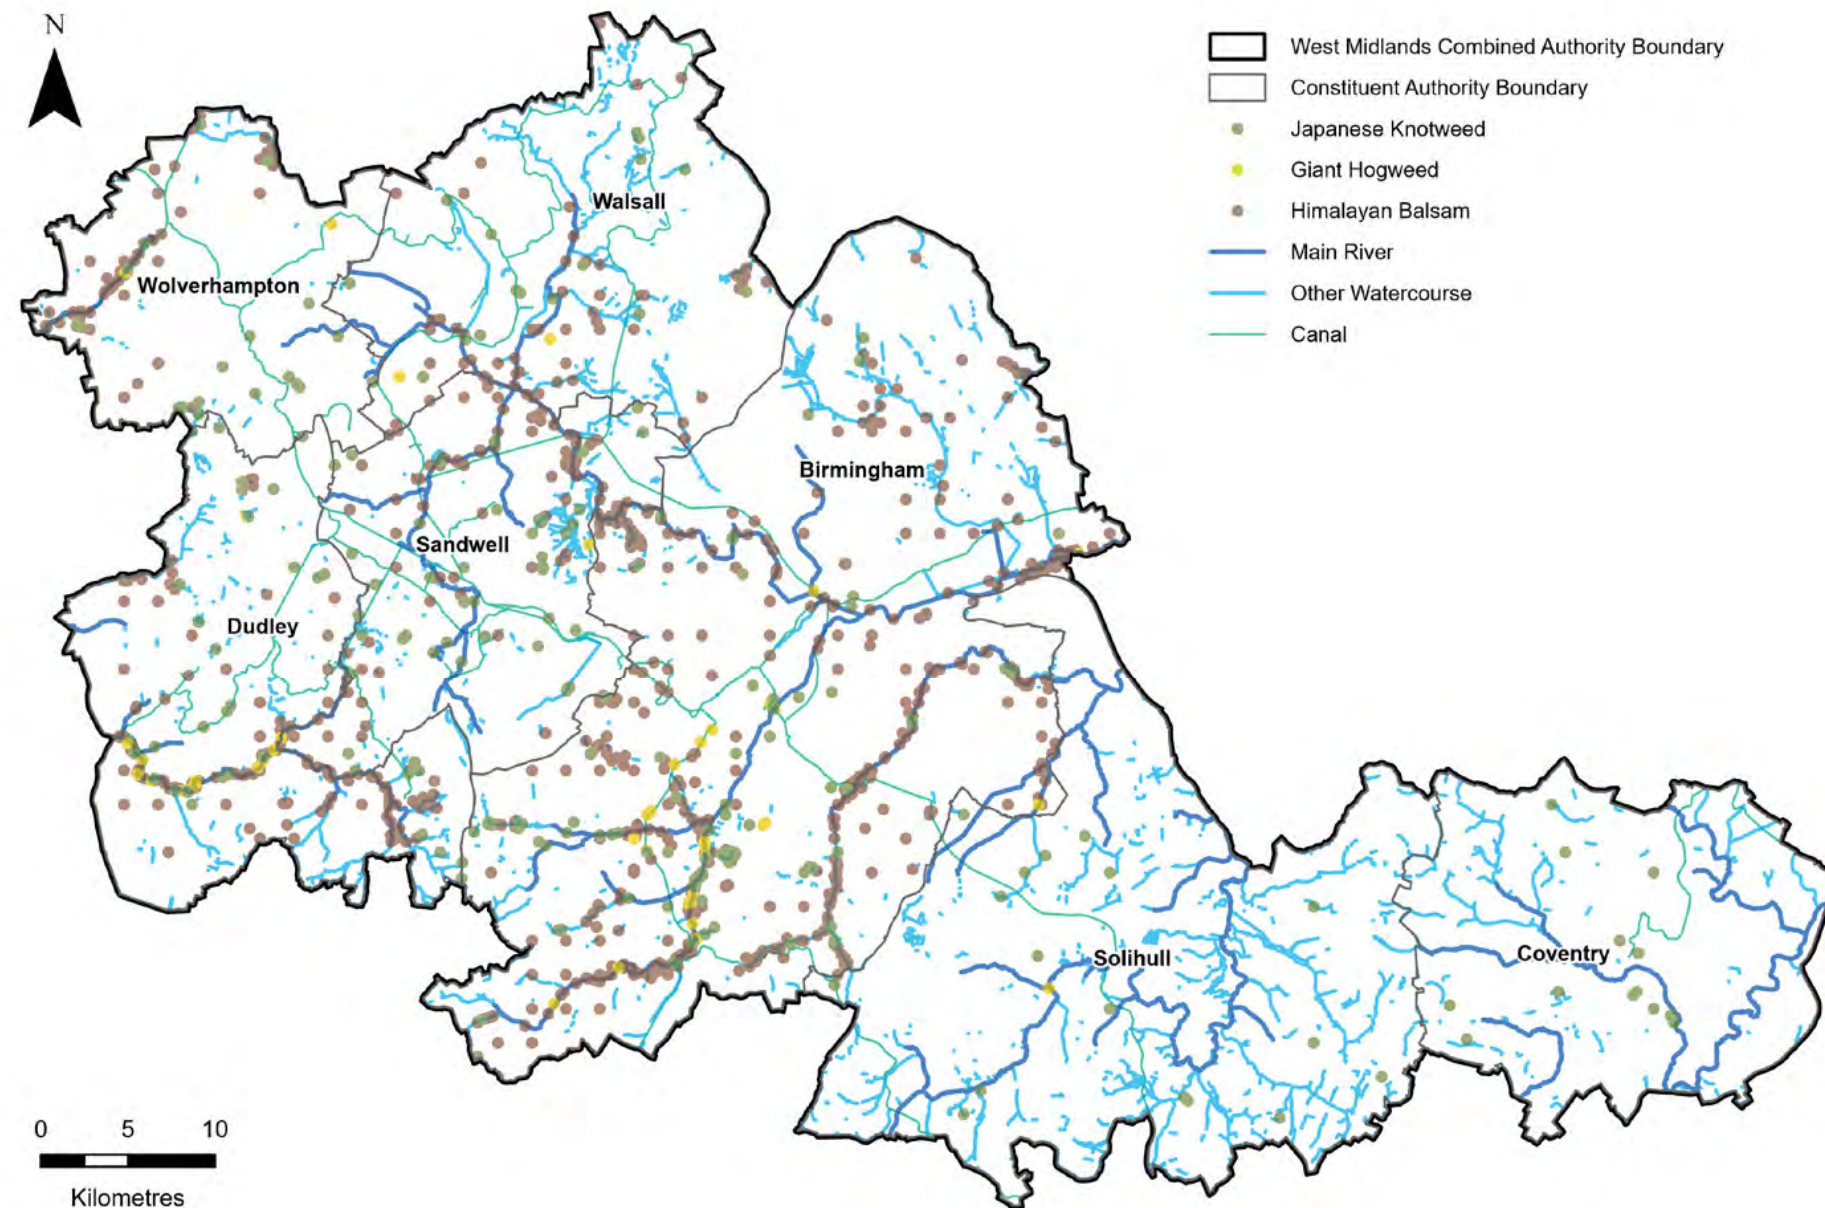 N
West Midlands Combined Authority Boundary
Constituent Authority Boundary
Japanese Knotweed
Giant Hogweed
Himalayan Balsam
Main River
Other Watercourse
Canal
Walsall
Wolverhampton
Birmingham
Sandwell
Dudley
Solihull
Coventry
0 5 10
Kilometres